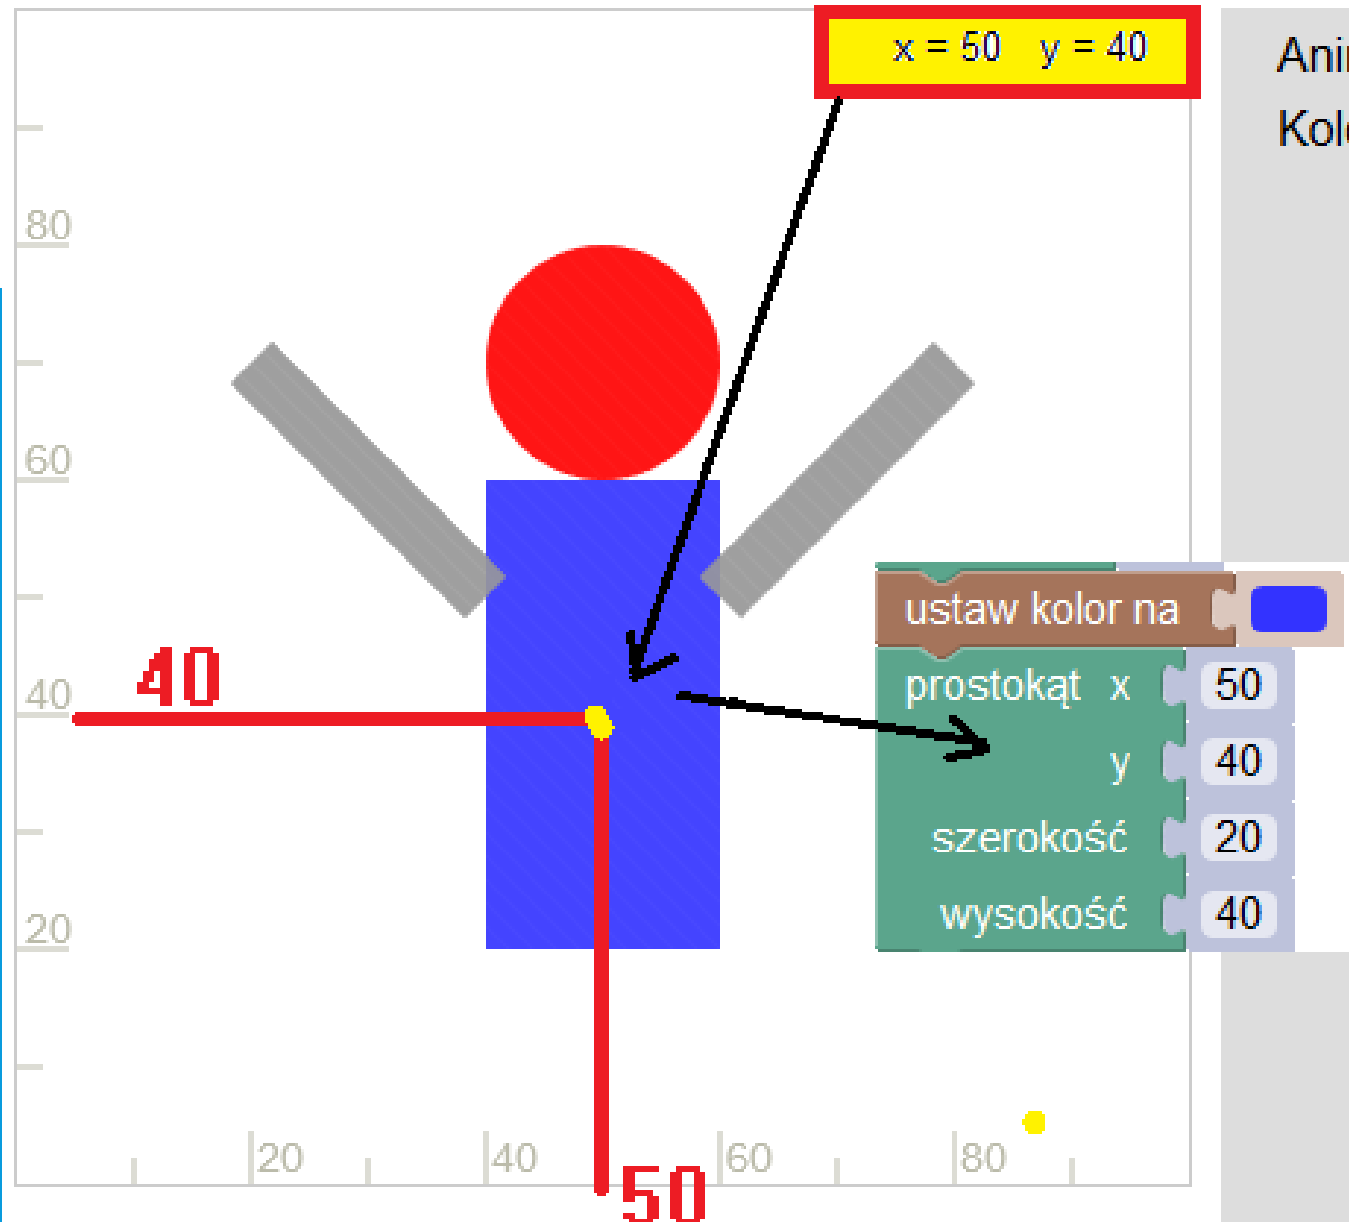 x = 50 y = 40
Ani
Kol
80
60
40
40
20
20
40
60
80
50
ustaw kolor na
prostokąt x 50
y 40
szerokość 20
wysokość 40